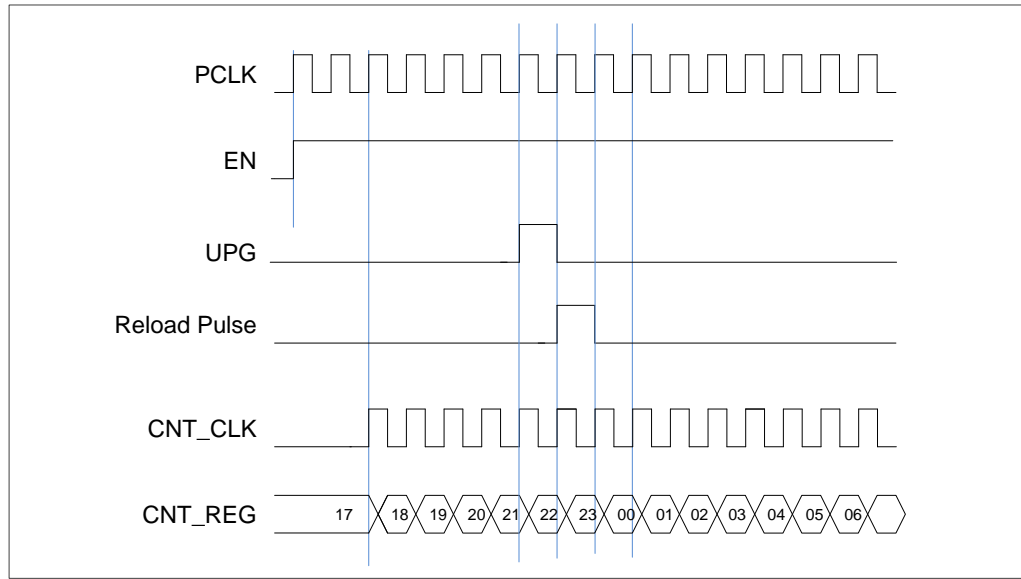 PCLK
EN
UPG
Reload Pulse
CNT_CLK
CNT_REG 17 18 19 20 21 22 23 00 01 02 03 04 05 06